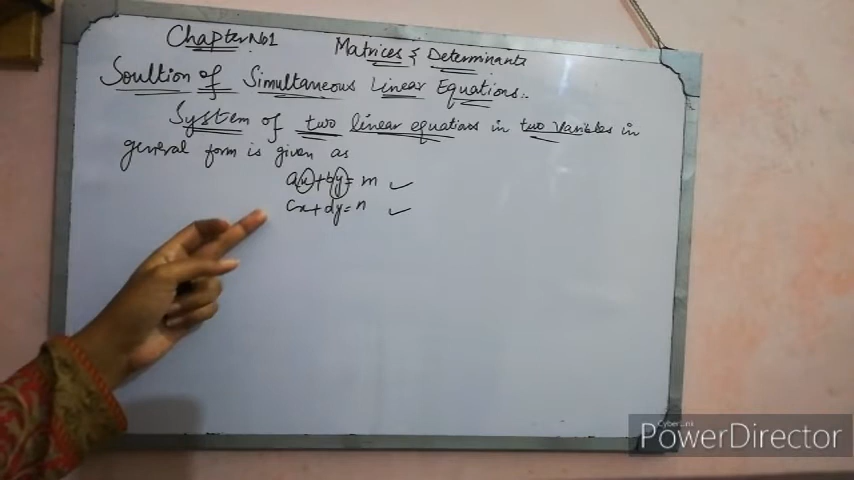 Chapter No1
Matrices & Determinants
Soultion of Simultaneous Linear Equations.
System of two linear equations in two variables in
general form is given as
ax+by= m ✓
cx+dy=n ✓
CyberLink
PowerDirector